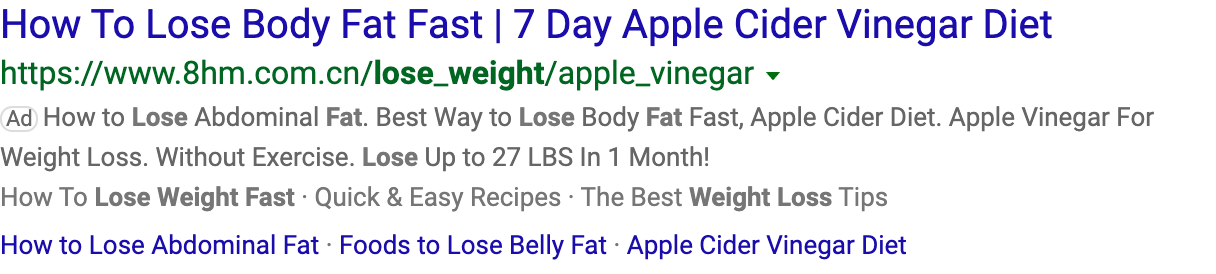 How To Lose Body Fat Fast | 7 Day Apple Cider Vinegar Diet
https://www.8hm.com.cn/lose_weight/apple_vinegar
Ad How to Lose Abdominal Fat. Best Way to Lose Body Fat Fast, Apple Cider Diet. Apple Vinegar For
Weight Loss. Without Exercise. Lose Up to 27 LBS In 1 Month!
How To Lose Weight Fast · Quick & Easy Recipes · The Best Weight Loss Tips
How to Lose Abdominal Fat · Foods to Lose Belly Fat · Apple Cider Vinegar Diet